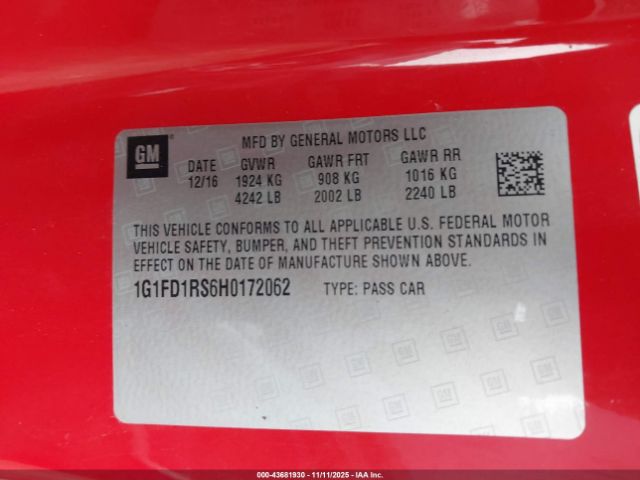 GM
MFD BY GENERAL MOTORS LLC
DATE GVWR GAWR FRT GAWR RR
12/16 1924 KG 908 KG 1016 KG
4242 LB 2002 LB 2240 LB
THIS VEHICLE CONFORMS TO ALL APPLICABLE U.S. FEDERAL MOTOR
VEHICLE SAFETY, BUMPER, AND THEFT PREVENTION STANDARDS IN
EFFECT ON THE DATE OF MANUFACTURE SHOWN ABOVE.
1G1FD1RS6H0172062 TYPE: PASS CAR
000-43681930 - 11/11/2025 - IAA Inc.